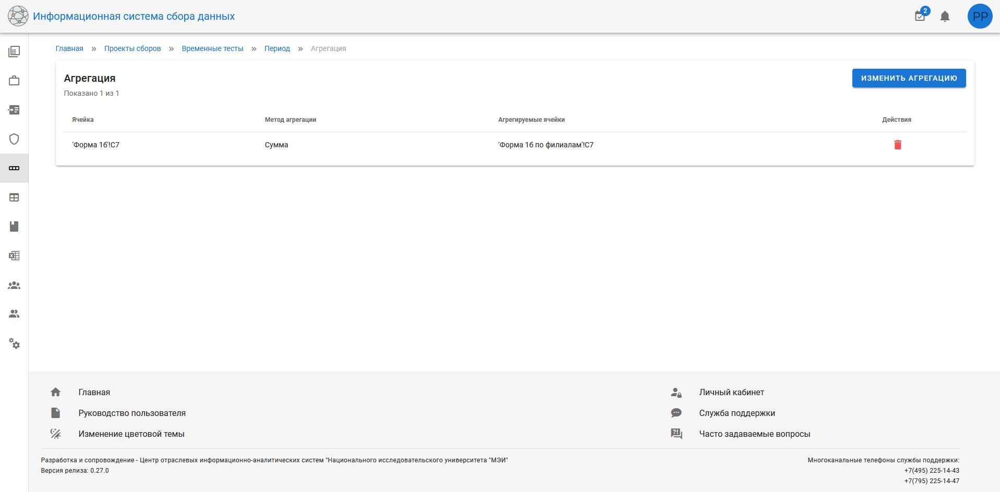 Информационная система сбора данных
2
РР
Главная » Проекты сборов » Временные тесты » Период » Агрегация
Агрегация
ИЗМЕНИТЬ АГРЕГАЦИЮ
Показано 1 из 1
Ячейка Метод агрегации Агрегируемые ячейки Действия
'Форма 1б'!C7 Сумма 'Форма 1б по филиалам'!C7
Главная
Руководство пользователя
Изменение цветовой темы
Личный кабинет
Служба поддержки
Часто задаваемые вопросы
Разработка и сопровождение - Центр отраслевых информационно-аналитических систем "Национального исследовательского университета "МЭИ"
Версия релиза: 0.27.0
Многоканальные телефоны службы поддержки:
+7(495) 225-14-43
+7(795) 225-14-47